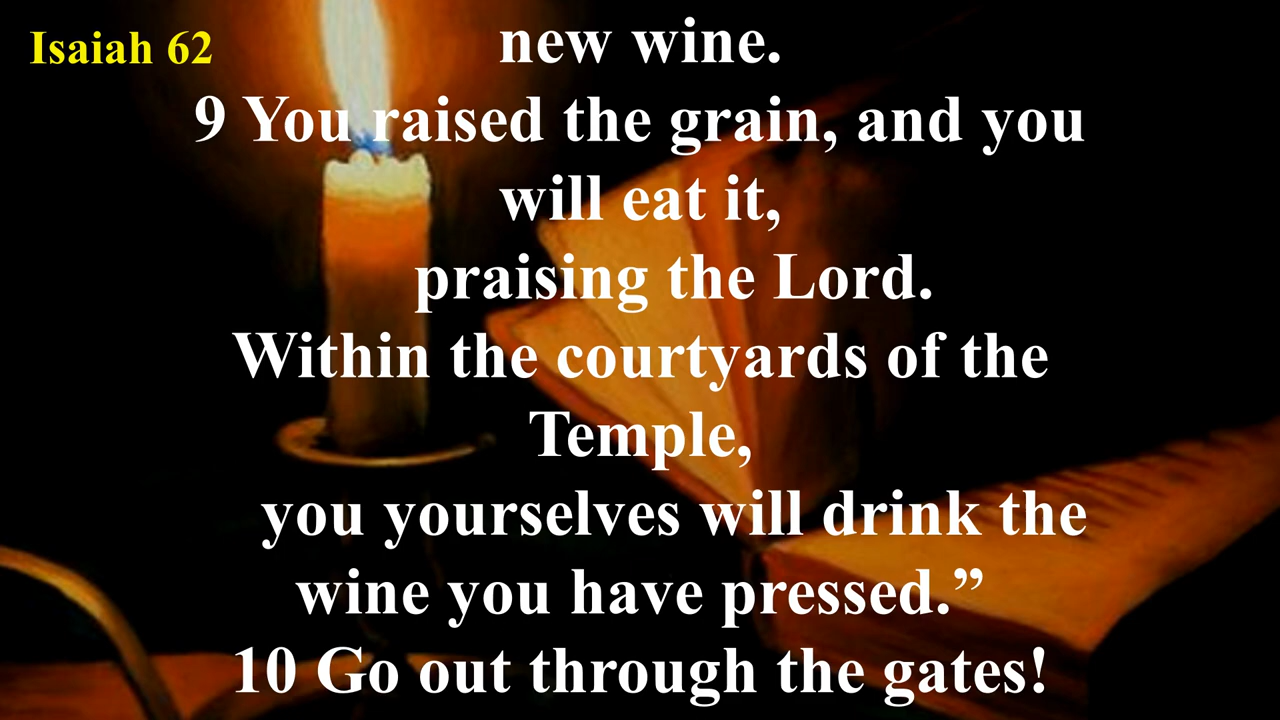 Isaiah 62
new wine.
9 You raised the grain, and you
will eat it,
praising the Lord.
Within the courtyards of the
Temple,
you yourselves will drink the
wine you have pressed.”
10 Go out through the gates!